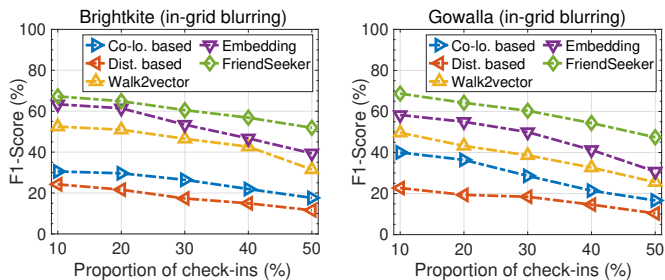 Brightkite (in-grid blurring)
100
80
60
40
20
0
F1-Score (%)
Co-lo. based
Dist. based
Walk2vector
Embedding
FriendSeeker
10 20 30 40 50
Proportion of check-ins (%)
Gowalla (in-grid blurring)
100
80
60
40
20
0
F1-Score (%)
Co-lo. based
Dist. based
Walk2vector
Embedding
FriendSeeker
10 20 30 40 50
Proportion of check-ins (%)